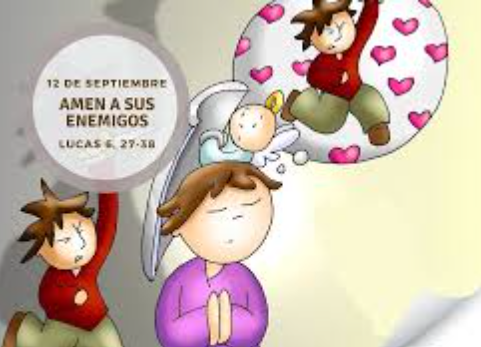 12 DE SEPTIEMBRE
AMEN A SUS
ENEMIGOS
LUCAS 6, 27-38